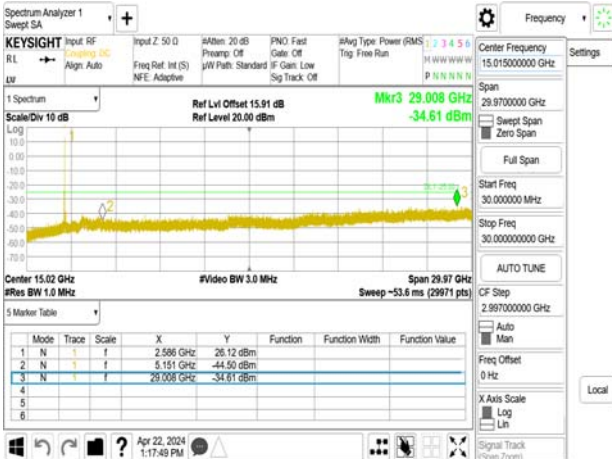 Spectrum Analyzer 1
Swept SA
Frequency
Settings
KEYSIGHT
RL
Input: RF
Coupling: DC
Align: Auto
Input Z: 50 Ω
Freq Ref: Int (S)
NFE: Adaptive
#Atten: 20 dB
Preamp: Off
µW Path: Standard
PNO: Fast
Gate: Off
IF Gain: Low
Sig Track: Off
#Avg Type: Power (RMS
Trig: Free Run
1 2 3 4 5 6
M W W W W W
P N N N N N
1 Spectrum
Scale/Div 10 dB
Log
Ref Lvl Offset 15.91 dB
Ref Level 20.00 dBm
Mkr3 29.008 GHz
-34.61 dBm
10.0
0.00
-10.0
-20.0
-30.0
-40.0
-50.0
-60.0
-70.0
1
2
3
Center 15.02 GHz
#Res BW 1.0 MHz
#Video BW 3.0 MHz
Span 29.97 GHz
Sweep ~53.6 ms (29971 pts)
5 Marker Table
Mode Trace Scale X Y Function Function Width Function Value
1 N 1 f 2.586 GHz 26.12 dBm
2 N 1 f 5.151 GHz -44.50 dBm
3 N 1 f 29.008 GHz -34.61 dBm
4
5
6
Apr 22, 2024
1:17:49 PM
Center Frequency
15.015000000 GHz
Span
29.9700000 GHz
Swept Span
Zero Span
Full Span
Start Freq
30.000000 MHz
Stop Freq
30.000000000 GHz
AUTO TUNE
CF Step
2.997000000 GHz
Auto
Man
Freq Offset
0 Hz
X Axis Scale
Log
Lin
Signal Track
(Span Zoom)
Local